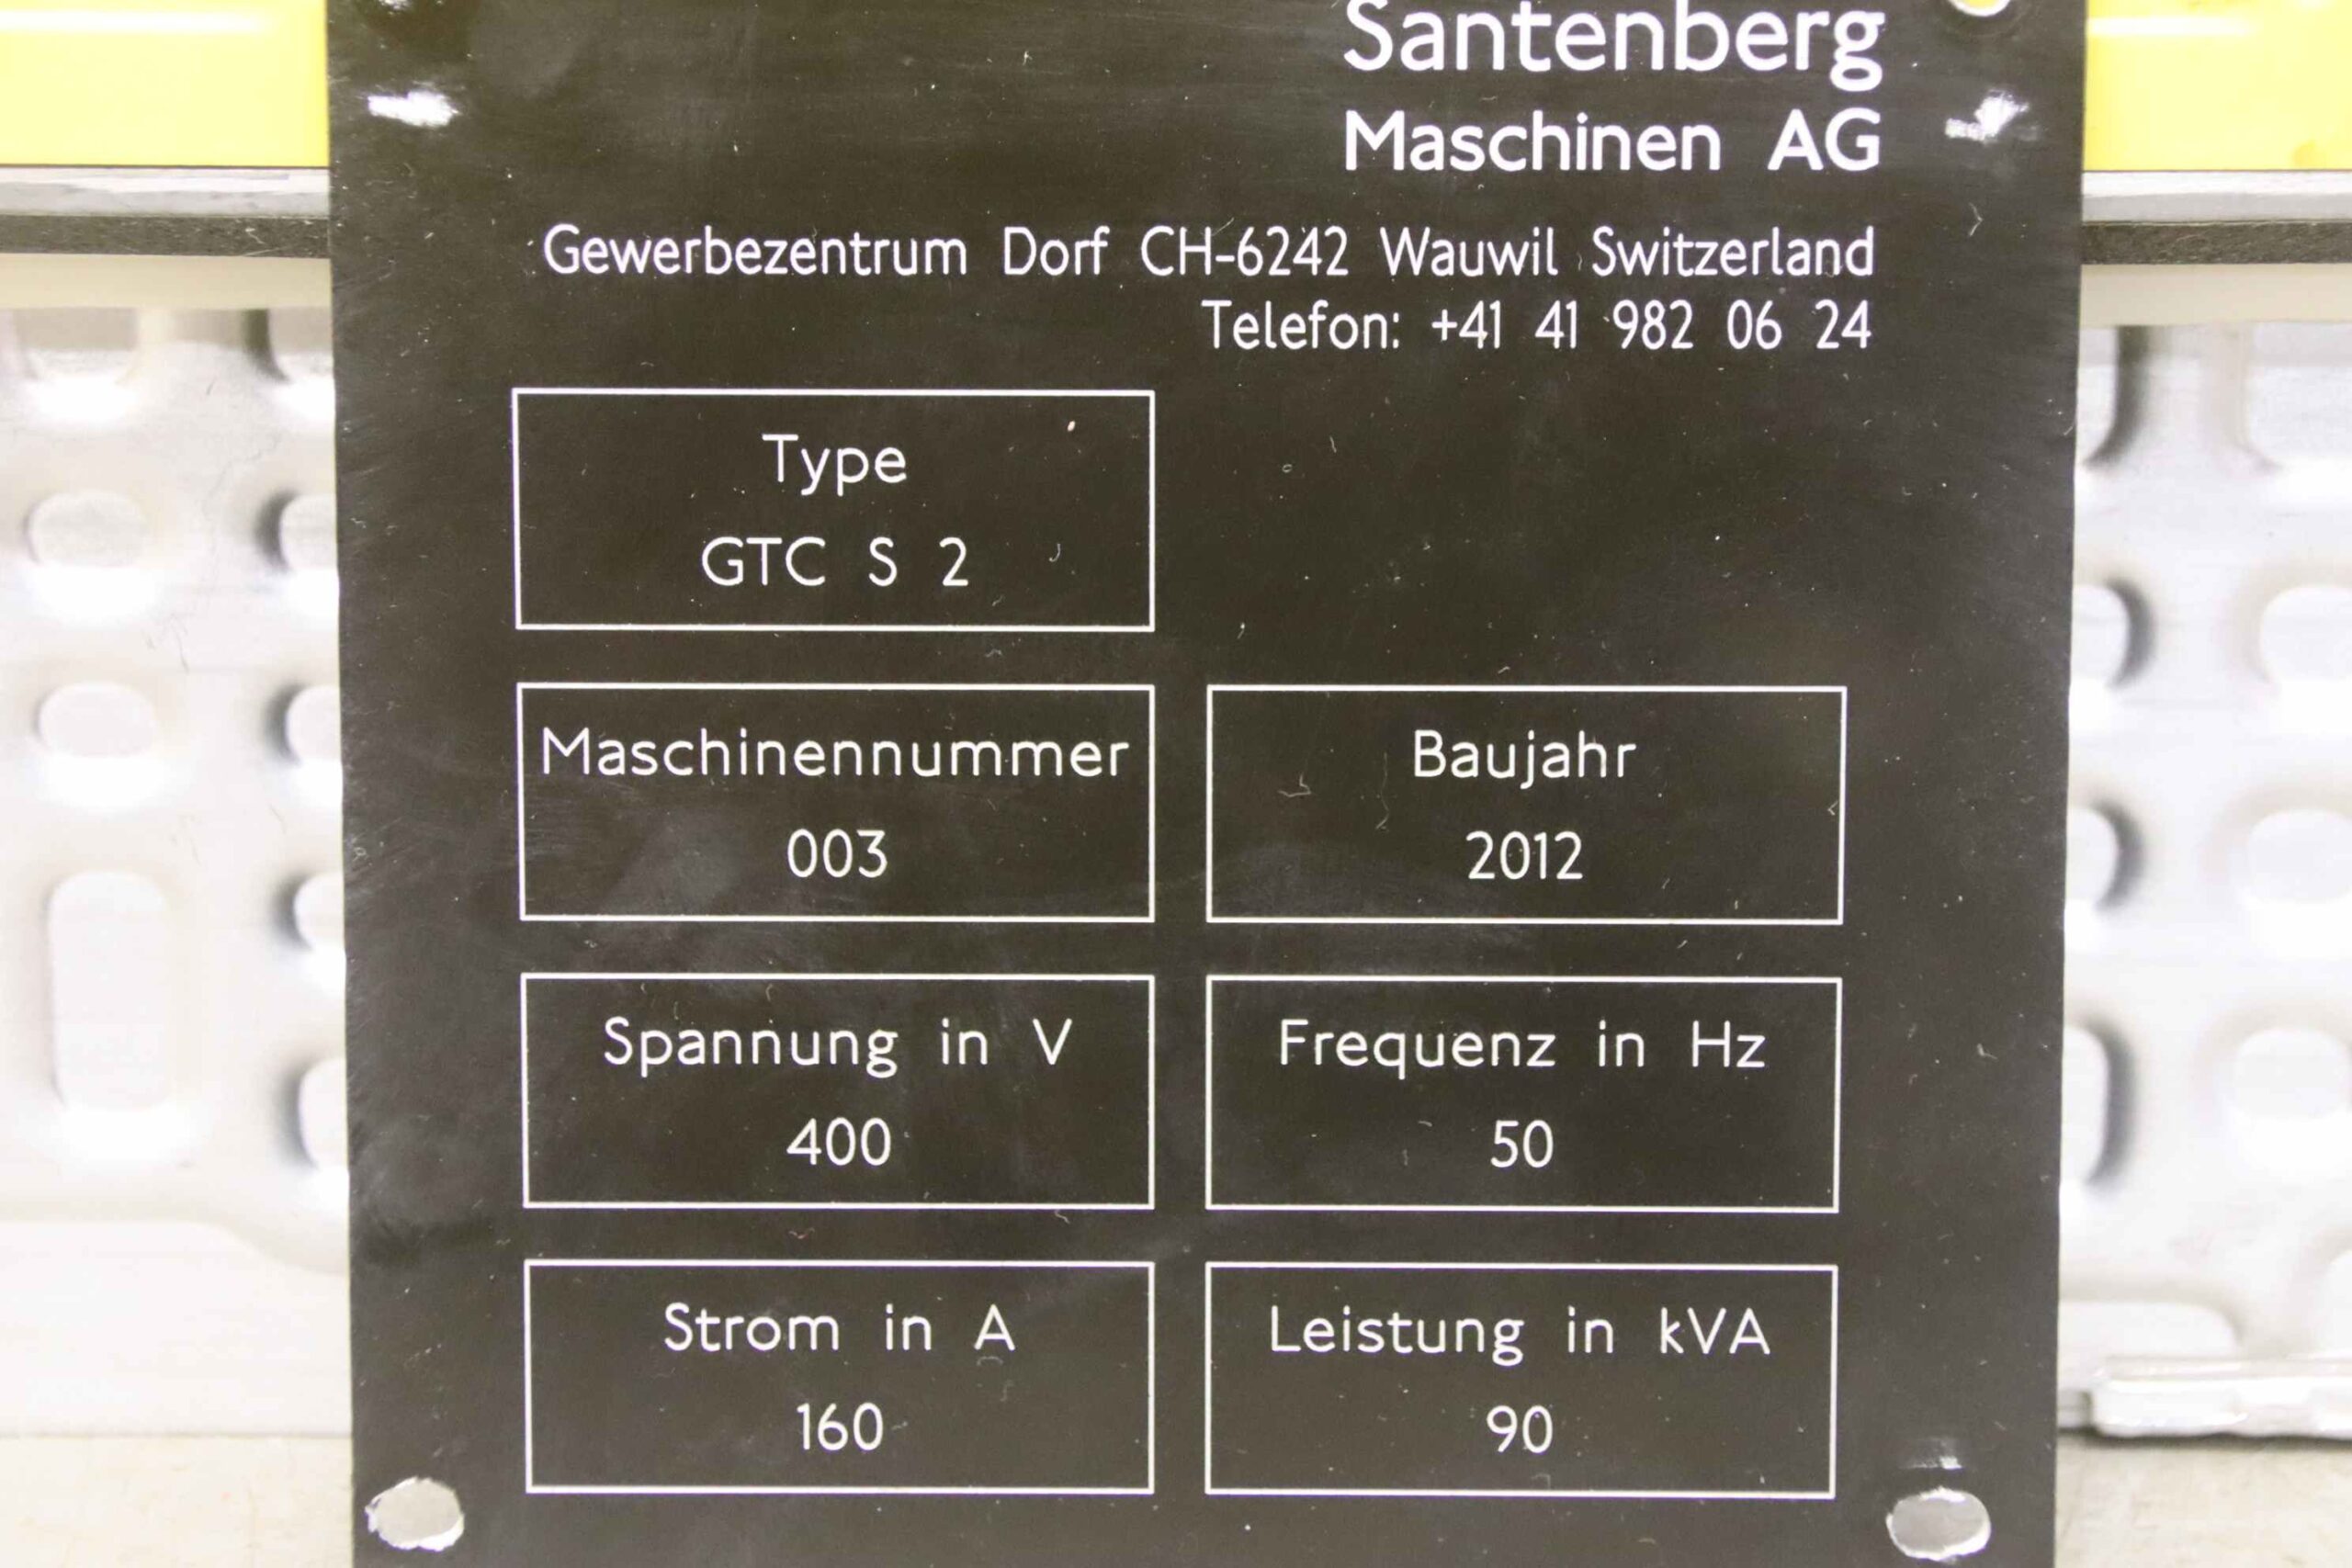 Santenberg
Maschinen AG
Gewerbezentrum Dorf CH-6242 Wauwil Switzerland
Telefon: +41 41 982 06 24
Type
GTC S 2
Maschinennummer
003
Baujahr
2012
Spannung in V
400
Frequenz in Hz
50
Strom in A
160
Leistung in kVA
90